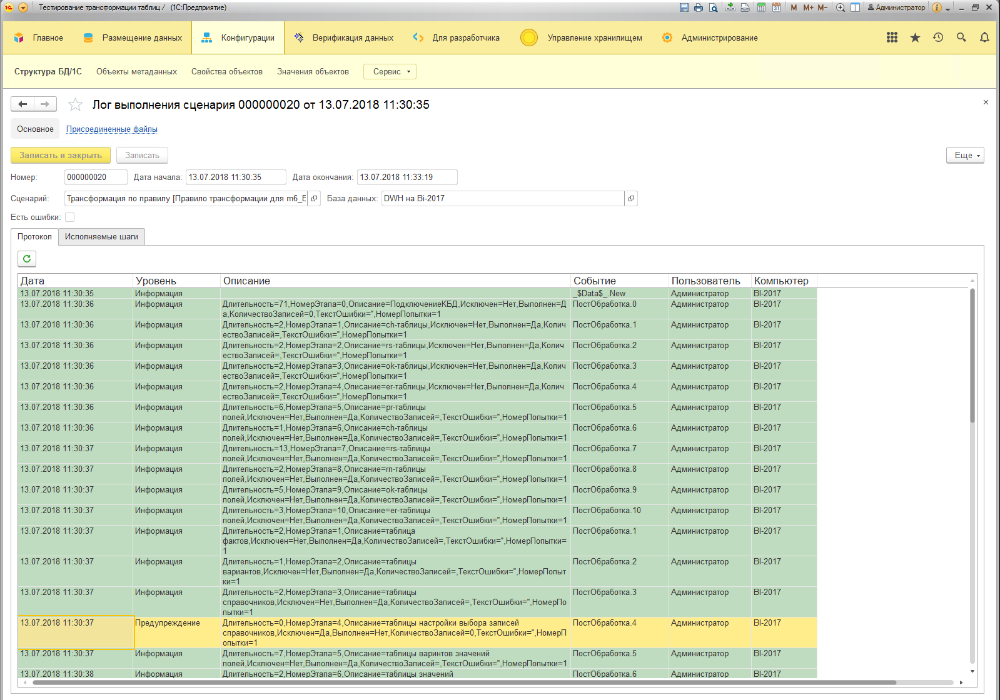 Тестирование трансформации таблиц / (1С:Предприятие)
M M+ M- Администратор
Главное Размещение данных Конфигурации Верификация данных Для разработчика Управление хранилищем Администрирование
Структура БД/1С Объекты метаданных Свойства объектов Значения объектов Сервис
Лог выполнения сценария 000000020 от 13.07.2018 11:30:35
Основное Присоединенные файлы
Записать и закрыть Записать Еще
Номер: 000000020 Дата начала: 13.07.2018 11:30:35 Дата окончания: 13.07.2018 11:33:19
Сценарий: Трансформация по правилу [Правило трансформации для m6_E База данных: DWH на Bi-2017
Есть ошибки:
Протокол Исполняемые шаги
Дата Уровень Описание Событие Пользователь Компьютер
13.07.2018 11:30:35 Информация _$Data$_.New Администратор BI-2017
13.07.2018 11:30:36 Информация Длительность=71,НомерЭтапа=0,Описание=ПодключениеКБД,Исключен=Нет,Выполнен=Д ПостОбработка.0 Администратор BI-2017
а,КоличествоЗаписей=0,ТекстОшибки='',НомерПопытки=1
13.07.2018 11:30:36 Информация Длительность=2,НомерЭтапа=1,Описание=ch-таблицы,Исключен=Нет,Выполнен=Да,Колич ПостОбработка.1 Администратор BI-2017
ествоЗаписей=,ТекстОшибки='',НомерПопытки=1
13.07.2018 11:30:36 Информация Длительность=2,НомерЭтапа=2,Описание=rs-таблицы,Исключен=Нет,Выполнен=Да,Колич ПостОбработка.2 Администратор BI-2017
ествоЗаписей=,ТекстОшибки='',НомерПопытки=1
13.07.2018 11:30:36 Информация Длительность=2,НомерЭтапа=3,Описание=ok-таблицы,Исключен=Нет,Выполнен=Да,Колич ПостОбработка.3 Администратор BI-2017
ествоЗаписей=,ТекстОшибки='',НомерПопытки=1
13.07.2018 11:30:36 Информация Длительность=2,НомерЭтапа=4,Описание=er-таблицы,Исключен=Нет,Выполнен=Да,Колич ПостОбработка.4 Администратор BI-2017
ествоЗаписей=,ТекстОшибки='',НомерПопытки=1
13.07.2018 11:30:36 Информация Длительность=6,НомерЭтапа=5,Описание=pr-таблицы ПостОбработка.5 Администратор BI-2017
полей,Исключен=Нет,Выполнен=Да,КоличествоЗаписей=,ТекстОшибки='',НомерПопытки=1
13.07.2018 11:30:36 Информация Длительность=1,НомерЭтапа=6,Описание=ch-таблицы ПостОбработка.6 Администратор BI-2017
полей,Исключен=Нет,Выполнен=Да,КоличествоЗаписей=,ТекстОшибки='',НомерПопытки=1
13.07.2018 11:30:37 Информация Длительность=13,НомерЭтапа=7,Описание=rs-таблицы ПостОбработка.7 Администратор BI-2017
полей,Исключен=Нет,Выполнен=Да,КоличествоЗаписей=,ТекстОшибки='',НомерПопытки=1
13.07.2018 11:30:37 Информация Длительность=2,НомерЭтапа=8,Описание=rn-таблицы ПостОбработка.8 Администратор BI-2017
полей,Исключен=Нет,Выполнен=Да,КоличествоЗаписей=,ТекстОшибки='',НомерПопытки=1
13.07.2018 11:30:37 Информация Длительность=5,НомерЭтапа=9,Описание=ok-таблицы ПостОбработка.9 Администратор BI-2017
полей,Исключен=Нет,Выполнен=Да,КоличествоЗаписей=,ТекстОшибки='',НомерПопытки=1
13.07.2018 11:30:37 Информация Длительность=3,НомерЭтапа=10,Описание=er-таблицы ПостОбработка.10 Администратор BI-2017
полей,Исключен=Нет,Выполнен=Да,КоличествоЗаписей=,ТекстОшибки='',НомерПопытки=1
13.07.2018 11:30:37 Информация Длительность=2,НомерЭтапа=1,Описание=таблица ПостОбработка.1 Администратор BI-2017
фактов,Исключен=Нет,Выполнен=Да,КоличествоЗаписей=,ТекстОшибки='',НомерПопытки=
1
13.07.2018 11:30:37 Информация Длительность=1,НомерЭтапа=2,Описание=таблицы ПостОбработка.2 Администратор BI-2017
вариантов,Исключен=Нет,Выполнен=Да,КоличествоЗаписей=,ТекстОшибки='',НомерПопыт
ки=1
13.07.2018 11:30:37 Информация Длительность=2,НомерЭтапа=3,Описание=таблицы ПостОбработка.3 Администратор BI-2017
справочников,Исключен=Нет,Выполнен=Да,КоличествоЗаписей=,ТекстОшибки='',НомерПо
пытки=1
13.07.2018 11:30:37 Предупреждение Длительность=0,НомерЭтапа=4,Описание=таблицы настройки выбора записей ПостОбработка.4 Администратор BI-2017
справочников,Исключен=Да,Выполнен=Нет,КоличествоЗаписей=0,ТекстОшибки='',НомерП
опытки=1
13.07.2018 11:30:37 Информация Длительность=7,НомерЭтапа=5,Описание=таблицы варинтов значений ПостОбработка.5 Администратор BI-2017
полей,Исключен=Нет,Выполнен=Да,КоличествоЗаписей=,ТекстОшибки='',НомерПопытки=1
13.07.2018 11:30:38 Информация Длительность=2,НомерЭтапа=6,Описание=таблицы значений ПостОбработка.6 Администратор BI-2017